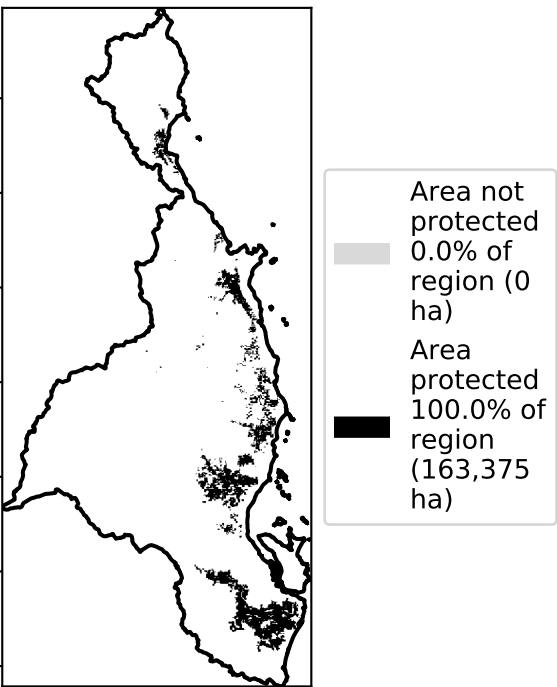 Area not
protected
0.0% of
region (0
ha)
Area
protected
100.0% of
region
(163,375
ha)